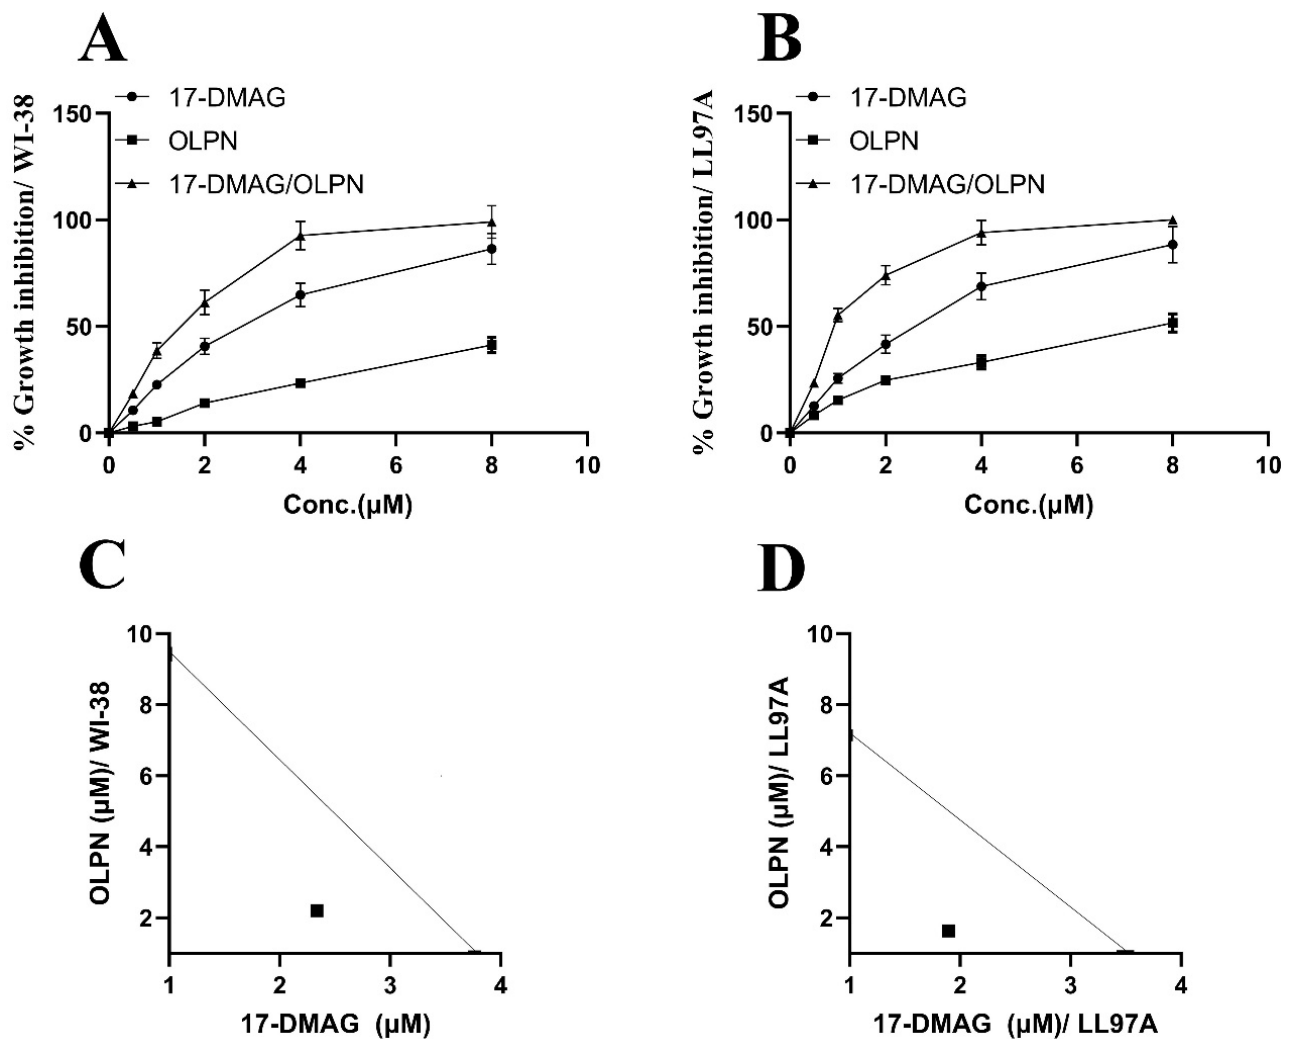 A
17-DMAG
OLPN
17-DMAG/OLPN
% Growth inhibition/ WI-38
150
100
50
0
0 2 4 6 8 10
Conc.(µM)
B
17-DMAG
OLPN
17-DMAG/OLPN
% Growth inhibition/ LL97A
150
100
50
0
0 2 4 6 8 10
Conc.(µM)
C
OLPN (µM)/ WI-38
10
8
6
4
2
1 2 3 4
17-DMAG (µM)
D
OLPN (µM)/ LL97A
10
8
6
4
2
1 2 3 4
17-DMAG (µM)/ LL97A